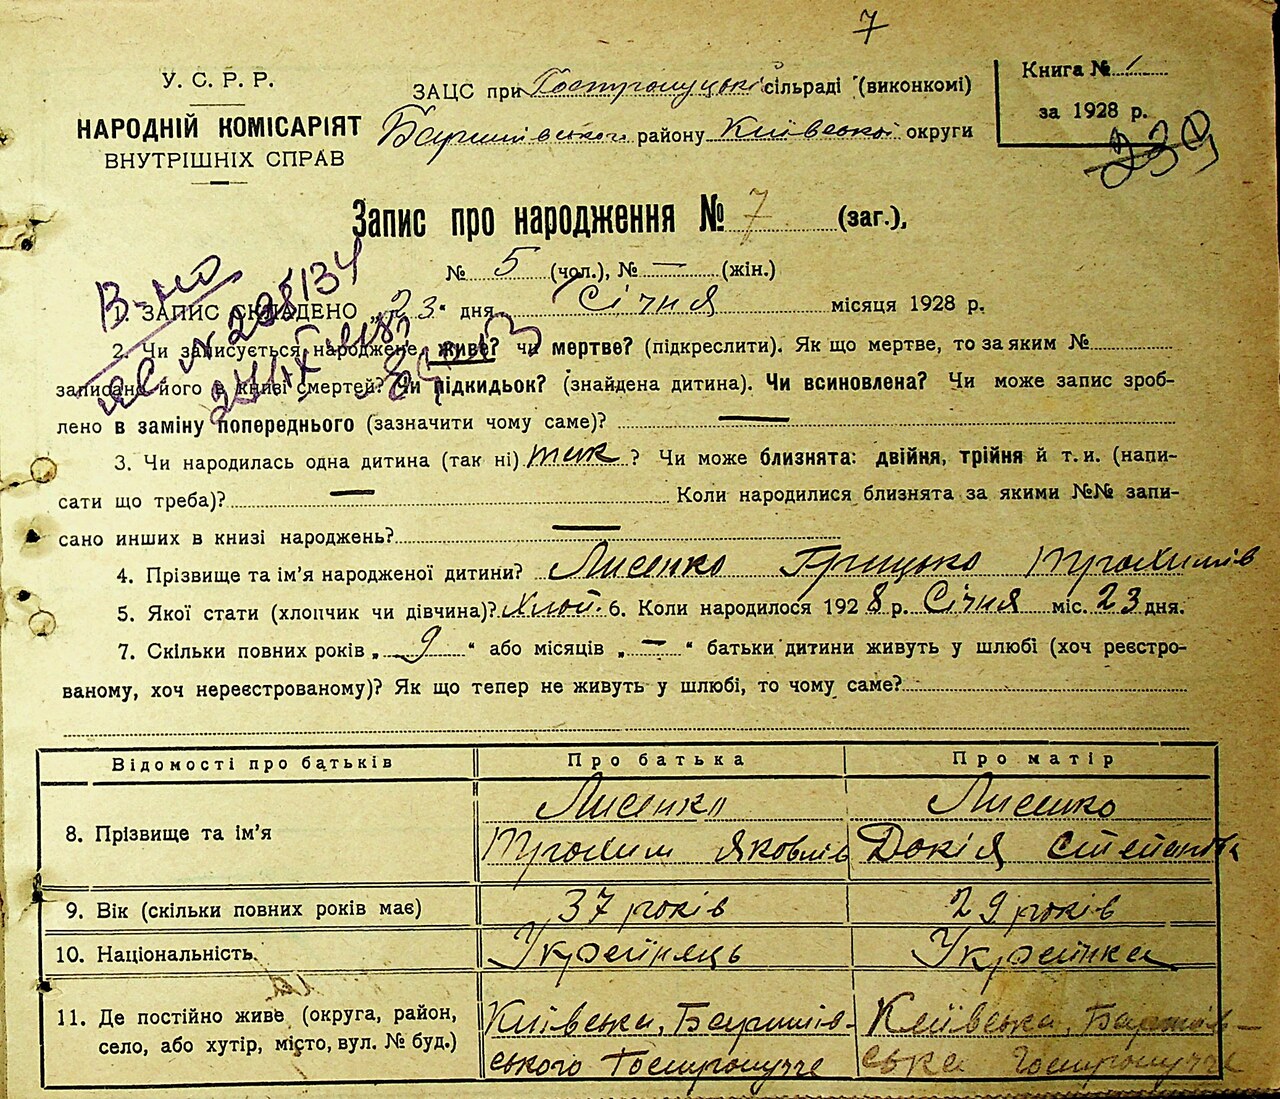 7
У. С. Р. Р.
НАРОДНІЙ КОМІСАРІЯТ
ВНУТРІШНІХ СПРАВ
ЗАЦС при Гостролуцькі сільраді (виконкомі)
Баришівського району Київської округи
Книга № 1
за 1928 р.
239
Запис про народження № 7 (заг.),
№ 5 (чол.), № — (жін.)
1. ЗАПИС СКЛАДЕНО „23“ дня Січня місяця 1928 р.
2. Чи записується народжене живе? чи мертве? (підкреслити). Як що мертве, то за яким №
записано його в книзі смертей? Чи підкидьок? (знайдена дитина). Чи всиновлена? Чи може запис зроб-
лено в заміну попереднього (зазначити чому саме)? —
3. Чи народилась одна дитина (так ні) так ? Чи може близнята: двійня, трійня й т. и. (напи-
сати що треба)? — Коли народилися близнята за якими №№ запи-
сано инших в книзі народжень? —
4. Прізвище та ім'я народженої дитини? Лисенко Грицько Трохимів
5. Якої стати (хлопчик чи дівчина)? Хлоп. 6. Коли народилося 1928 р. Січня міс. 23 дня.
7. Скільки повних років „ 9 “ або місяців „ — “ батьки дитини живуть у шлюбі (хоч реєстро-
ваному, хоч нереєстрованому)? Як що тепер не живуть у шлюбі, то чому саме?
Відомості про батьків Про батька Про матір
8. Прізвище та ім'я
Лисенко
Трохим Яковлів
Лисенко
Докія
9. Вік (скільки повних років має) 37 років 29 років
10. Національність. Украйінець Украйінка
11. Де постійно живе (округа, район,
село, або хутір, місто, вул. № буд.)
Київська, Баришів-
ського Гостролуччє
Київська, Баришів-
ська Гостролуччє